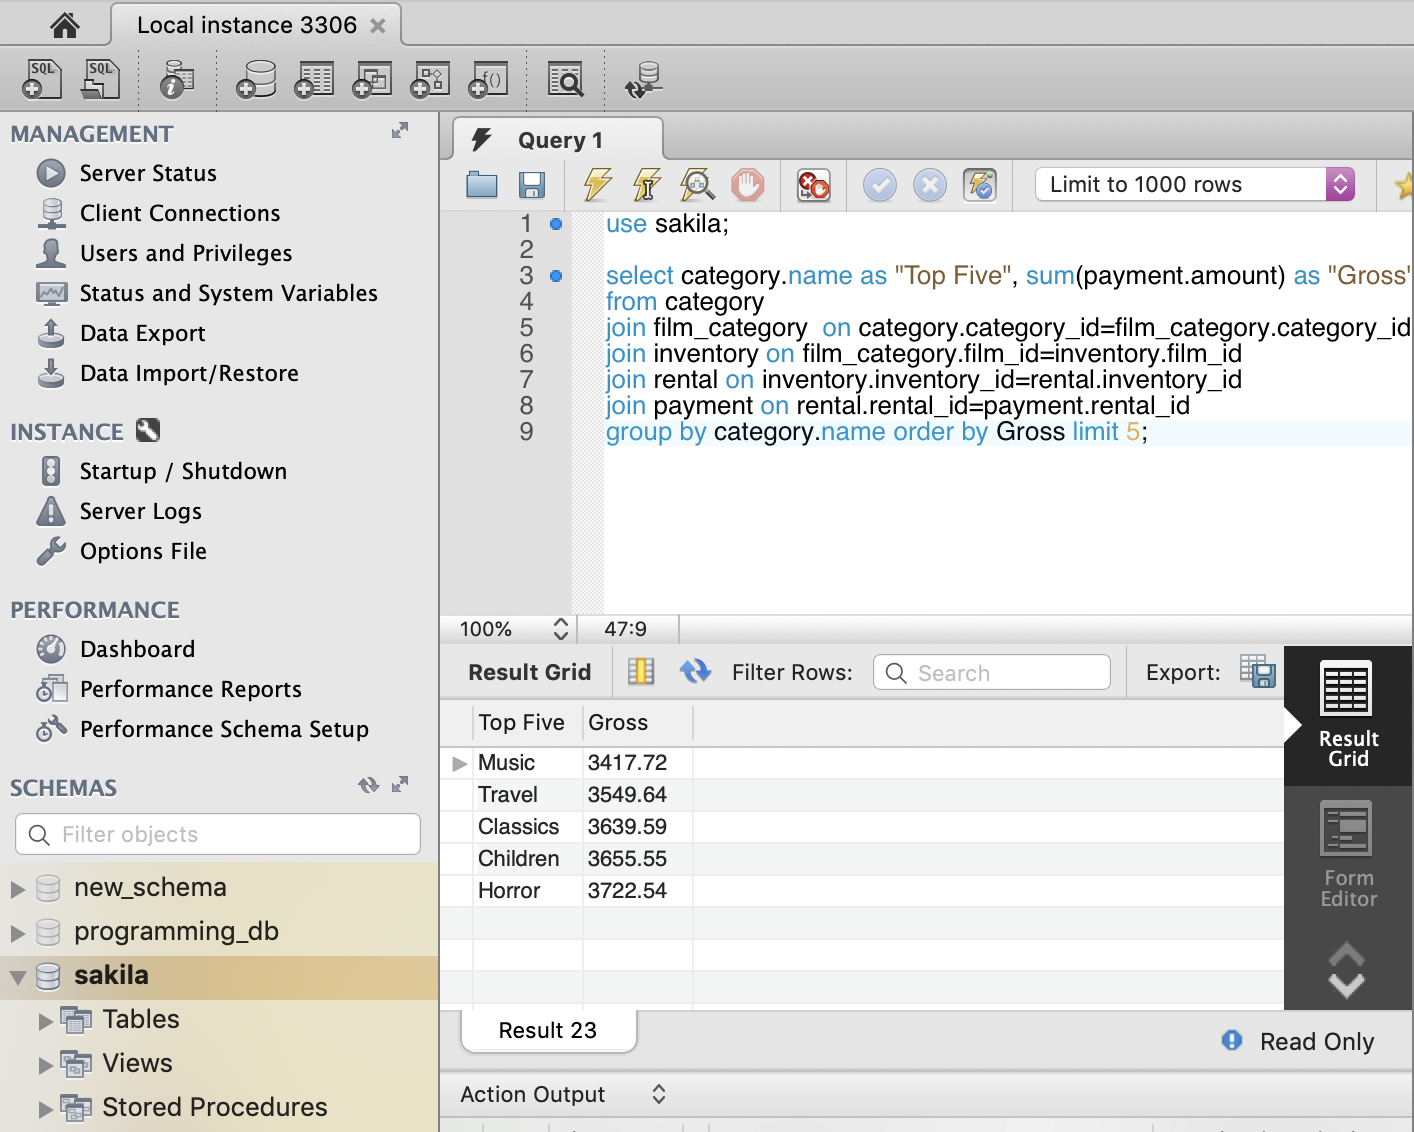 Local instance 3306
SQL
SQL
i
f()
MANAGEMENT
Server Status
Client Connections
Users and Privileges
Status and System Variables
Data Export
Data Import/Restore
INSTANCE
Startup / Shutdown
Server Logs
Options File
PERFORMANCE
Dashboard
Performance Reports
Performance Schema Setup
SCHEMAS
Filter objects
new_schema
programming_db
sakila
Tables
Views
Stored Procedures
Query 1
Limit to 1000 rows
1 use sakila;
2
3 select category.name as "Top Five", sum(payment.amount) as "Gross"
4 from category
5 join film_category  on category.category_id=film_category.category_id
6 join inventory on film_category.film_id=inventory.film_id
7 join rental on inventory.inventory_id=rental.inventory_id
8 join payment on rental.rental_id=payment.rental_id
9 group by category.name order by Gross limit 5;
100% 47:9
Result Grid Filter Rows: Search Export:
Top Five Gross
Music 3417.72
Travel 3549.64
Classics 3639.59
Children 3655.55
Horror 3722.54
Result
Grid
Form
Editor
Result 23
Read Only
Action Output